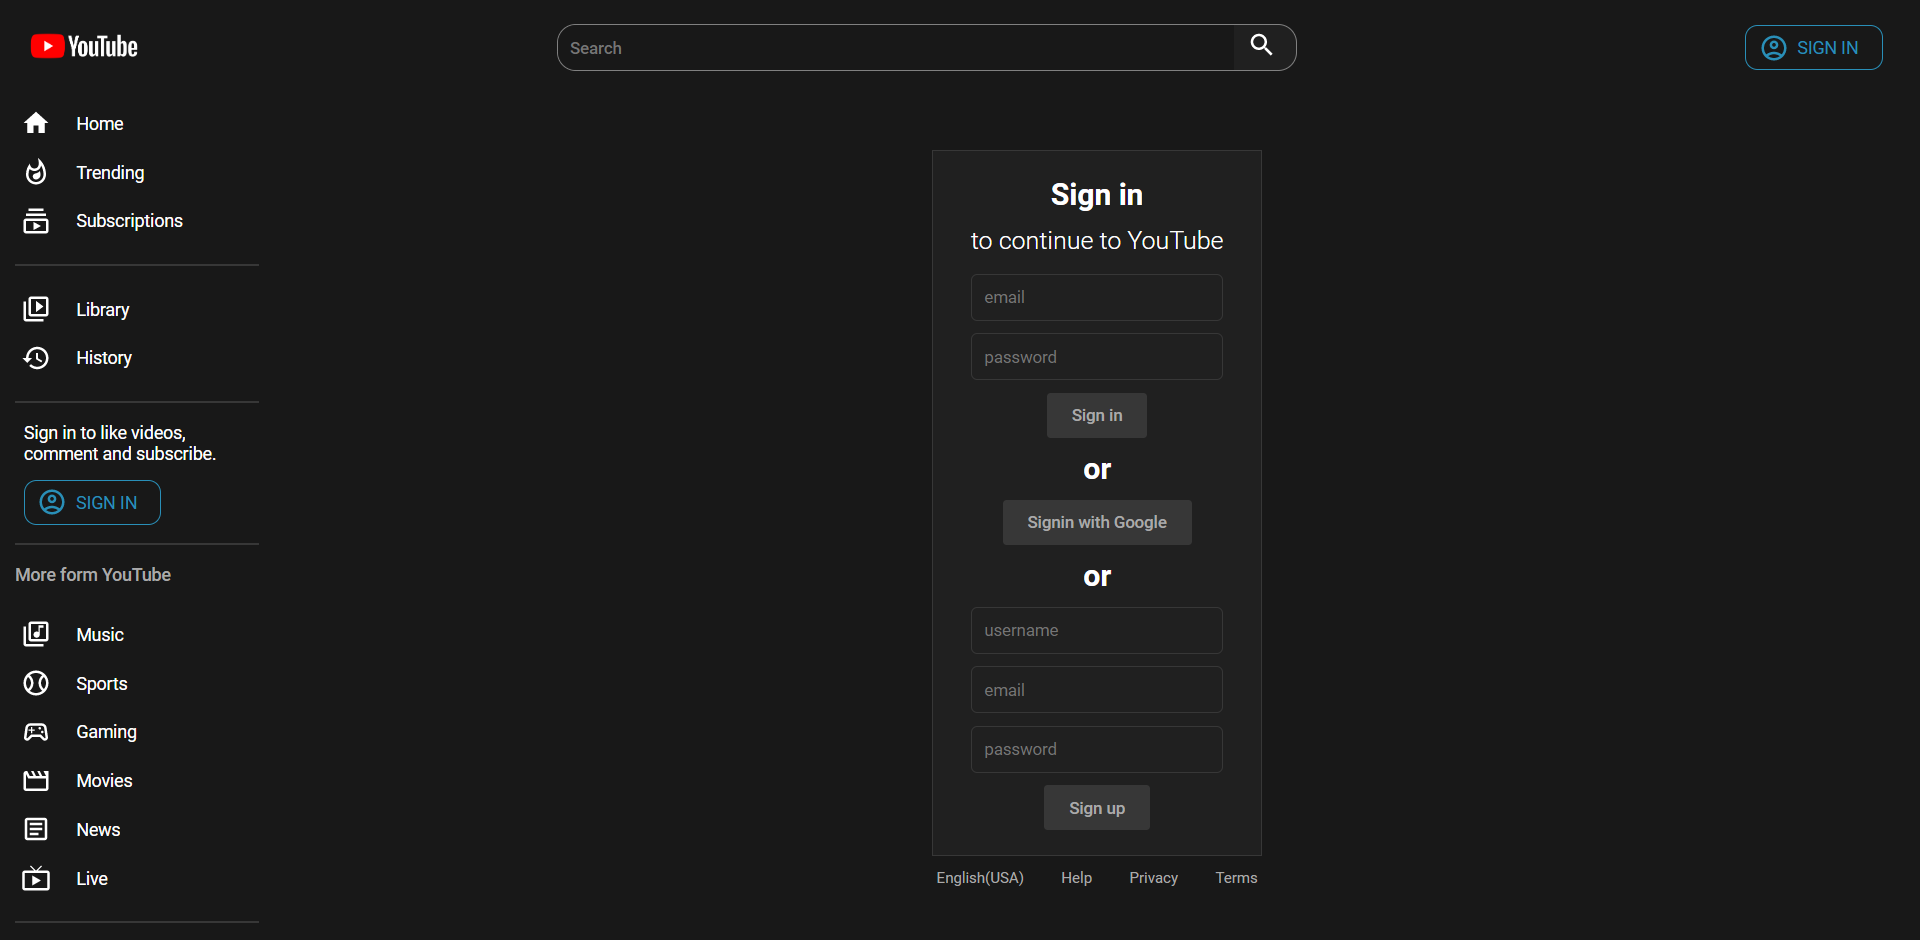 YouTube
Search
SIGN IN
Home
Trending
Subscriptions
Library
History
Sign in to like videos,
comment and subscribe.
SIGN IN
More form YouTube
Music
Sports
Gaming
Movies
News
Live
Sign in
to continue to YouTube
email
password
Sign in
or
Signin with Google
or
username
email
password
Sign up
English(USA) Help Privacy Terms